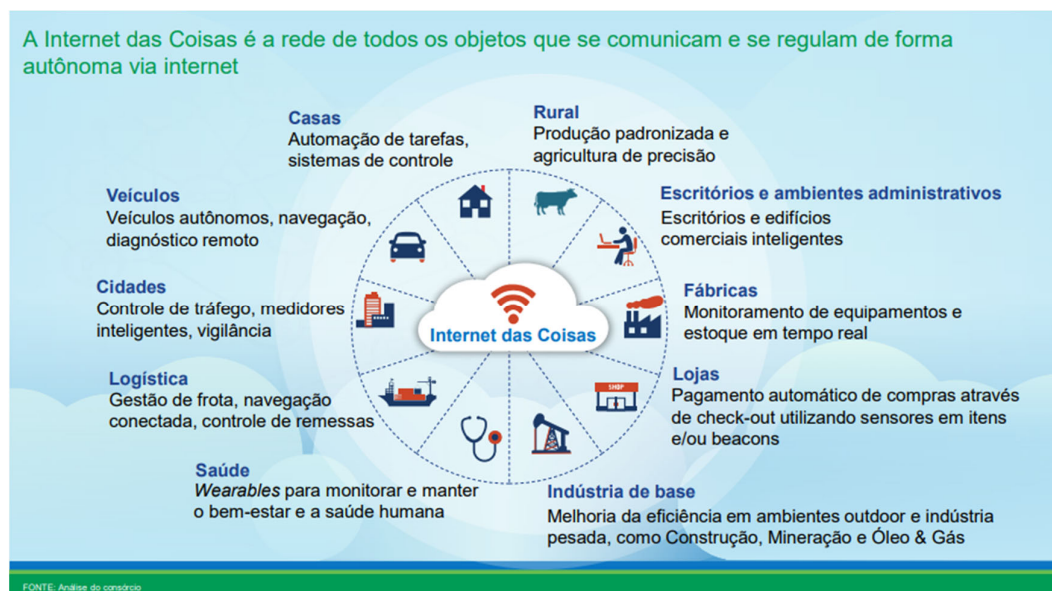 A Internet das Coisas é a rede de todos os objetos que se comunicam e se regulam de forma
autônoma via internet
Casas
Automação de tarefas,
sistemas de controle
Rural
Produção padronizada e
agricultura de precisão
Veículos
Veículos autônomos, navegação,
diagnóstico remoto
Escritórios e ambientes administrativos
Escritórios e edifícios
comerciais inteligentes
Cidades
Controle de tráfego, medidores
inteligentes, vigilância
Internet das Coisas
Fábricas
Monitoramento de equipamentos e
estoque em tempo real
Logística
Gestão de frota, navegação
conectada, controle de remessas
SHOP
Lojas
Pagamento automático de compras através
de check-out utilizando sensores em itens
e/ou beacons
Saúde
Wearables para monitorar e manter
o bem-estar e a saúde humana
Indústria de base
Melhoria da eficiência em ambientes outdoor e indústria
pesada, como Construção, Mineração e Óleo & Gás
FONTE: Análise do consórcio